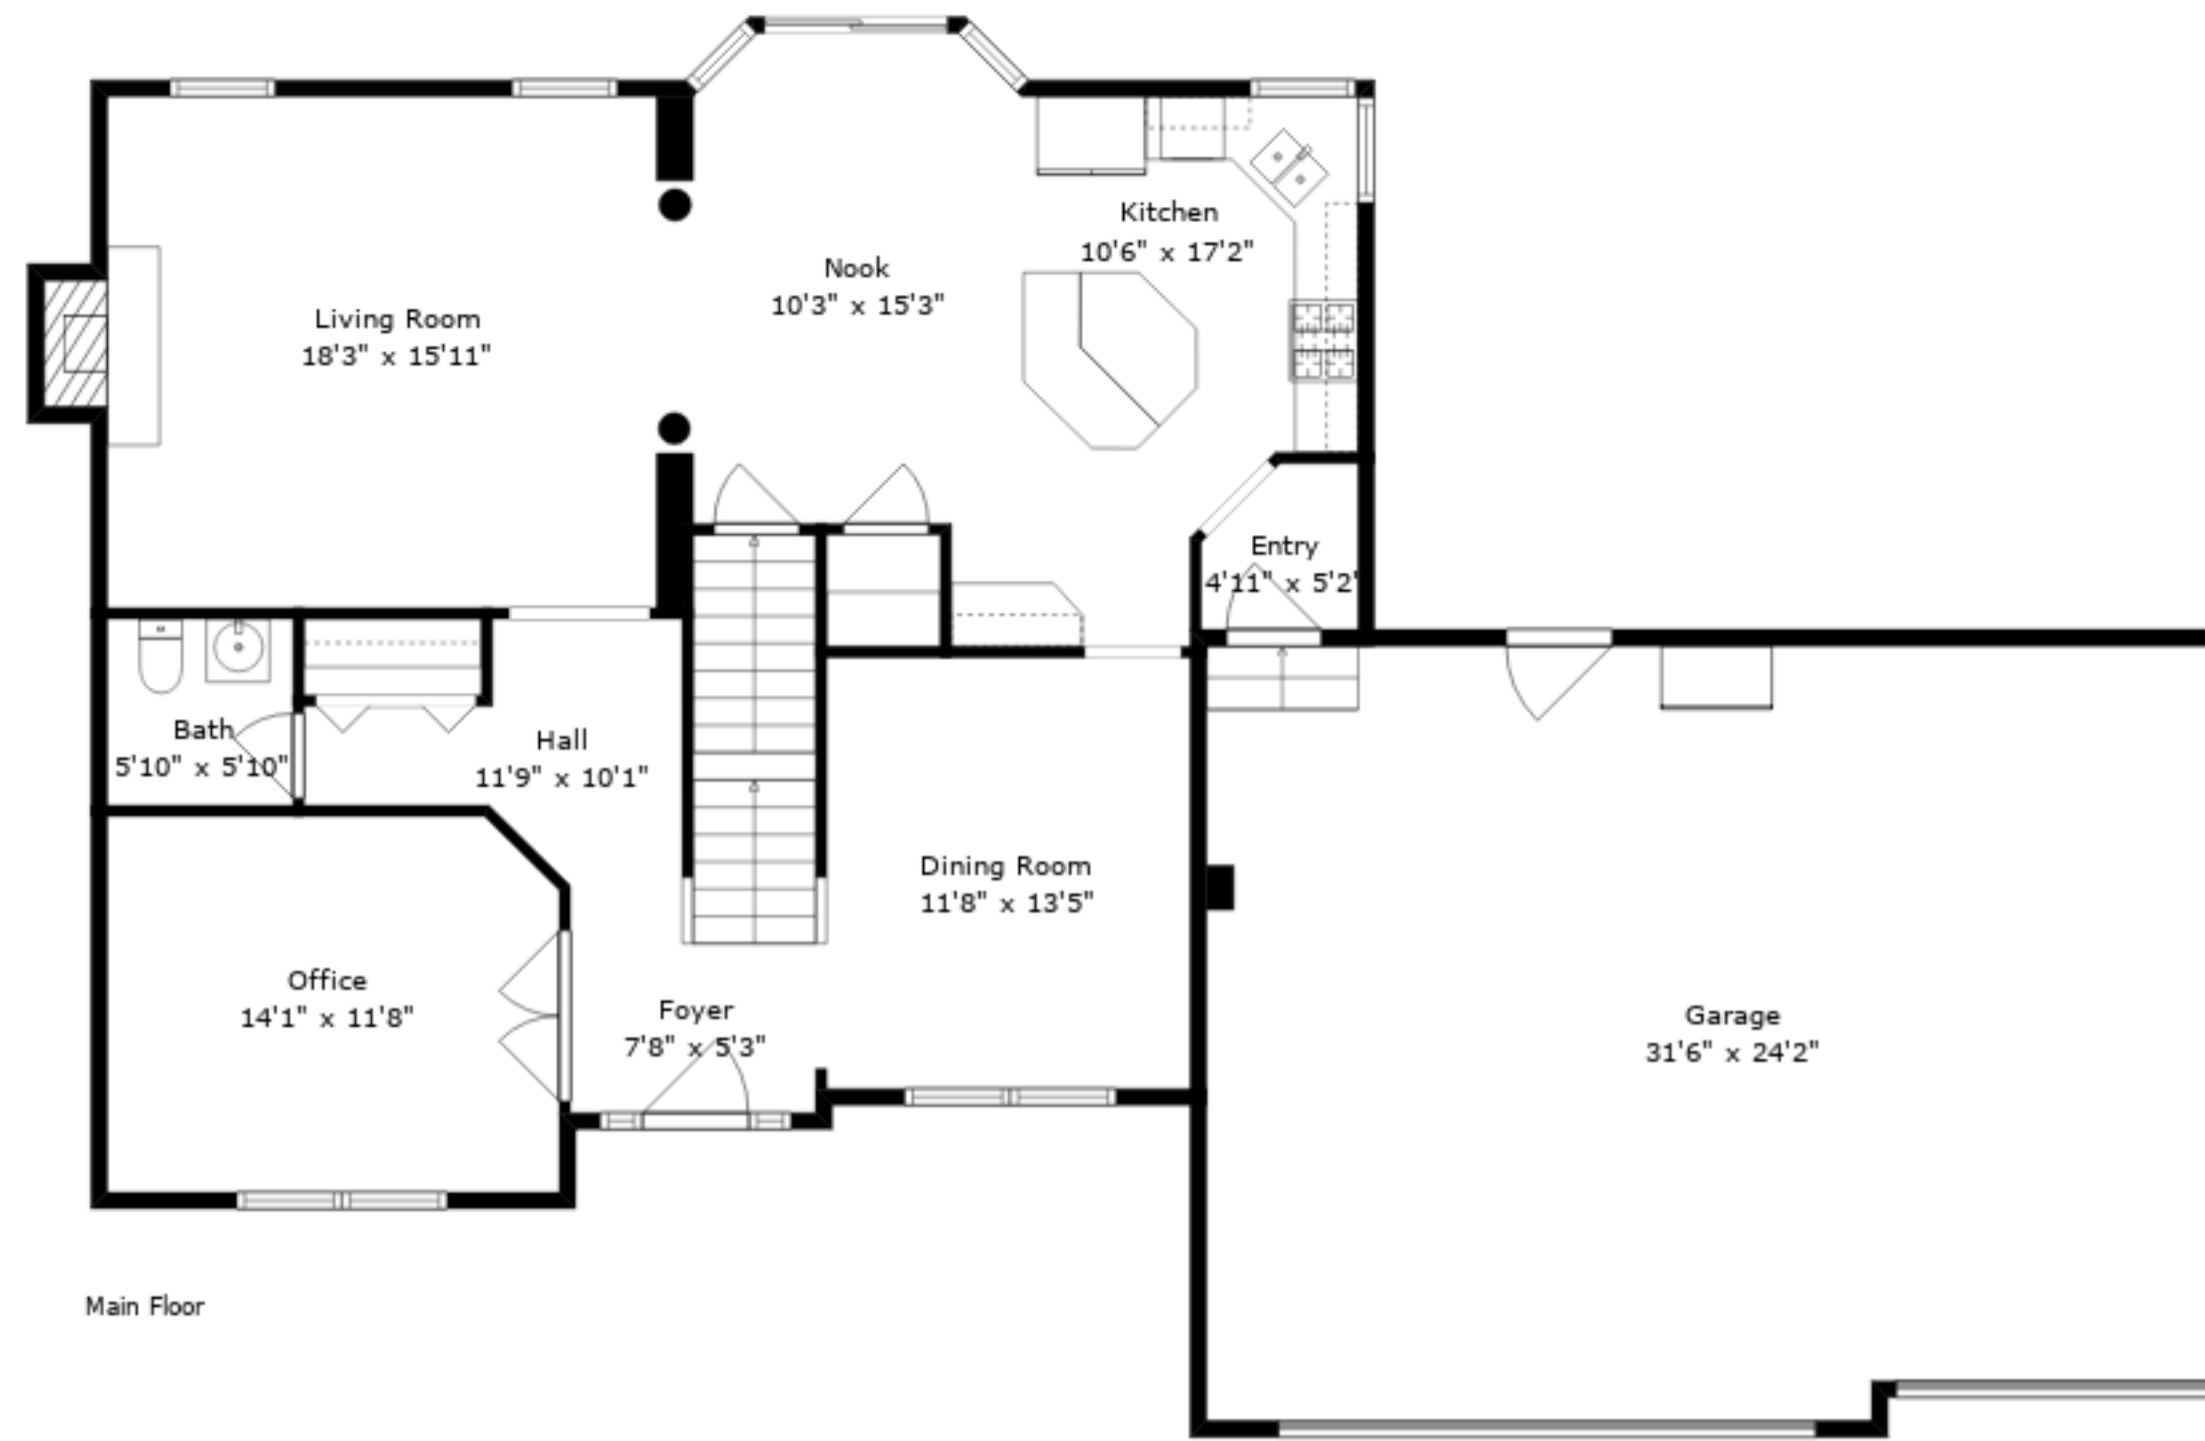 Kitchen
10'6" x 17'2"
Nook
10'3" x 15'3"
Living Room
18'3" x 15'11"
Entry
4'11" x 5'2"
Bath
5'10" x 5'10"
Hall
11'9" x 10'1"
Dining Room
11'8" x 13'5"
Office
14'1" x 11'8"
Foyer
7'8" x 5'3"
Garage
31'6" x 24'2"
Main Floor